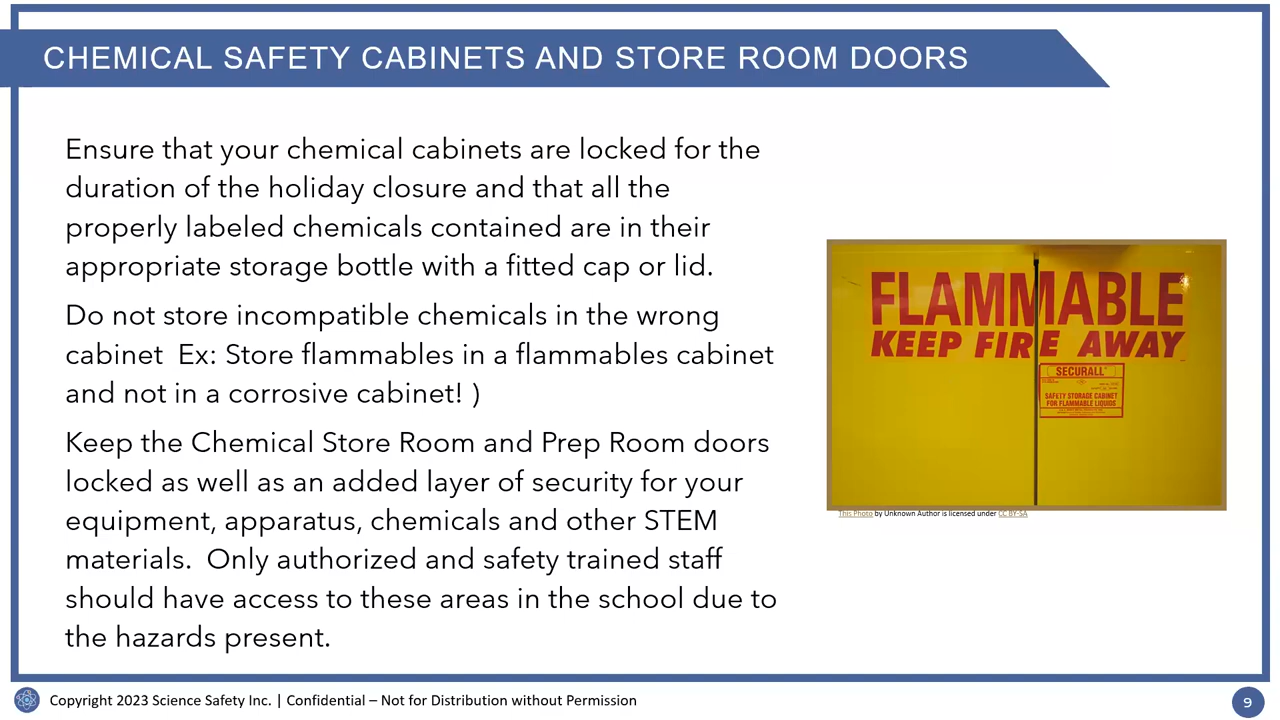 CHEMICAL SAFETY CABINETS AND STORE ROOM DOORS
Ensure that your chemical cabinets are locked for the
duration of the holiday closure and that all the
properly labeled chemicals contained are in their
appropriate storage bottle with a fitted cap or lid.
Do not store incompatible chemicals in the wrong
cabinet  Ex: Store flammables in a flammables cabinet
and not in a corrosive cabinet! )
Keep the Chemical Store Room and Prep Room doors
locked as well as an added layer of security for your
equipment, apparatus, chemicals and other STEM
materials.  Only authorized and safety trained staff
should have access to these areas in the school due to
the hazards present.
FLAMMABLE
KEEP FIRE AWAY
SECURALL
SAFETY STORAGE CABINET
FOR FLAMMABLE LIQUIDS
This Photo by Unknown Author is licensed under CC BY-SA
Copyright 2023 Science Safety Inc. | Confidential – Not for Distribution without Permission
9